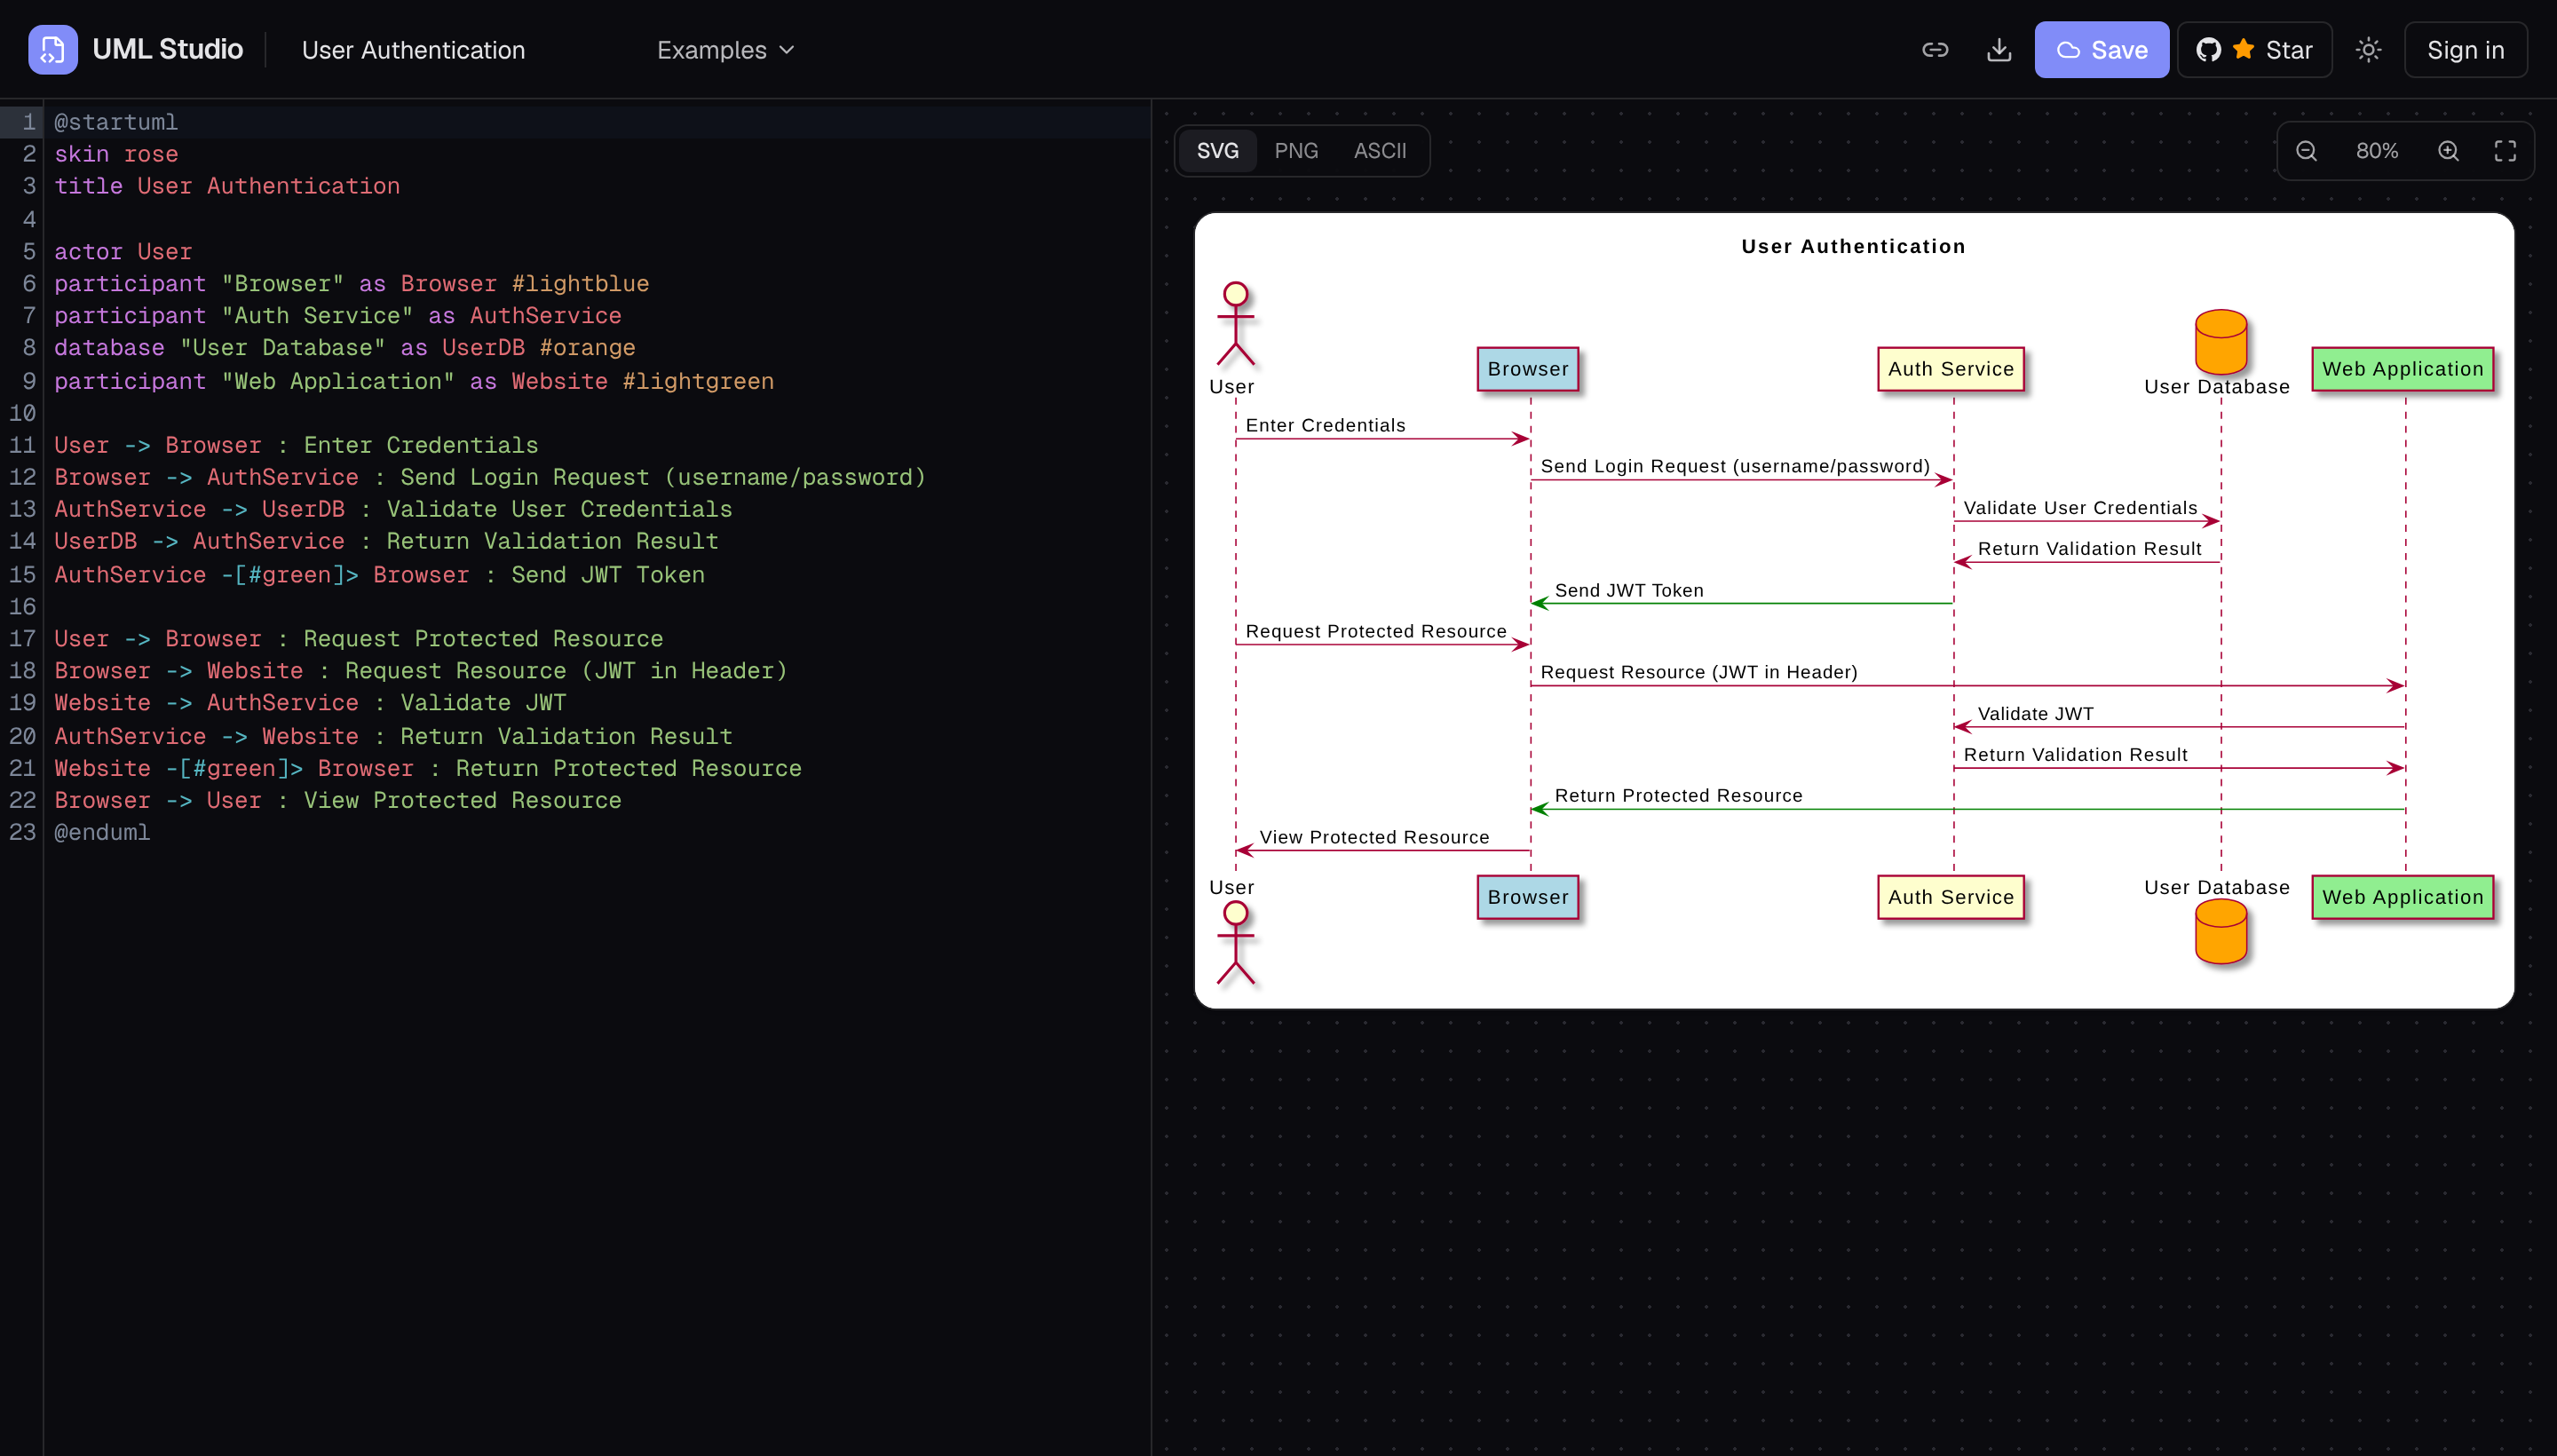 UML Studio
User Authentication
Examples
Save
Star
Sign in
1 @startuml
2 skin rose
3 title User Authentication
4
5 actor User
6 participant "Browser" as Browser #lightblue
7 participant "Auth Service" as AuthService
8 database "User Database" as UserDB #orange
9 participant "Web Application" as Website #lightgreen
10
11 User -> Browser : Enter Credentials
12 Browser -> AuthService : Send Login Request (username/password)
13 AuthService -> UserDB : Validate User Credentials
14 UserDB -> AuthService : Return Validation Result
15 AuthService -[#green]> Browser : Send JWT Token
16
17 User -> Browser : Request Protected Resource
18 Browser -> Website : Request Resource (JWT in Header)
19 Website -> AuthService : Validate JWT
20 AuthService -> Website : Return Validation Result
21 Website -[#green]> Browser : Return Protected Resource
22 Browser -> User : View Protected Resource
23 @enduml
SVG PNG ASCII
80%
User Authentication
User
Browser
Auth Service
User Database
Web Application
Enter Credentials
Send Login Request (username/password)
Validate User Credentials
Return Validation Result
Send JWT Token
Request Protected Resource
Request Resource (JWT in Header)
Validate JWT
Return Validation Result
Return Protected Resource
View Protected Resource
User
Browser
Auth Service
User Database
Web Application